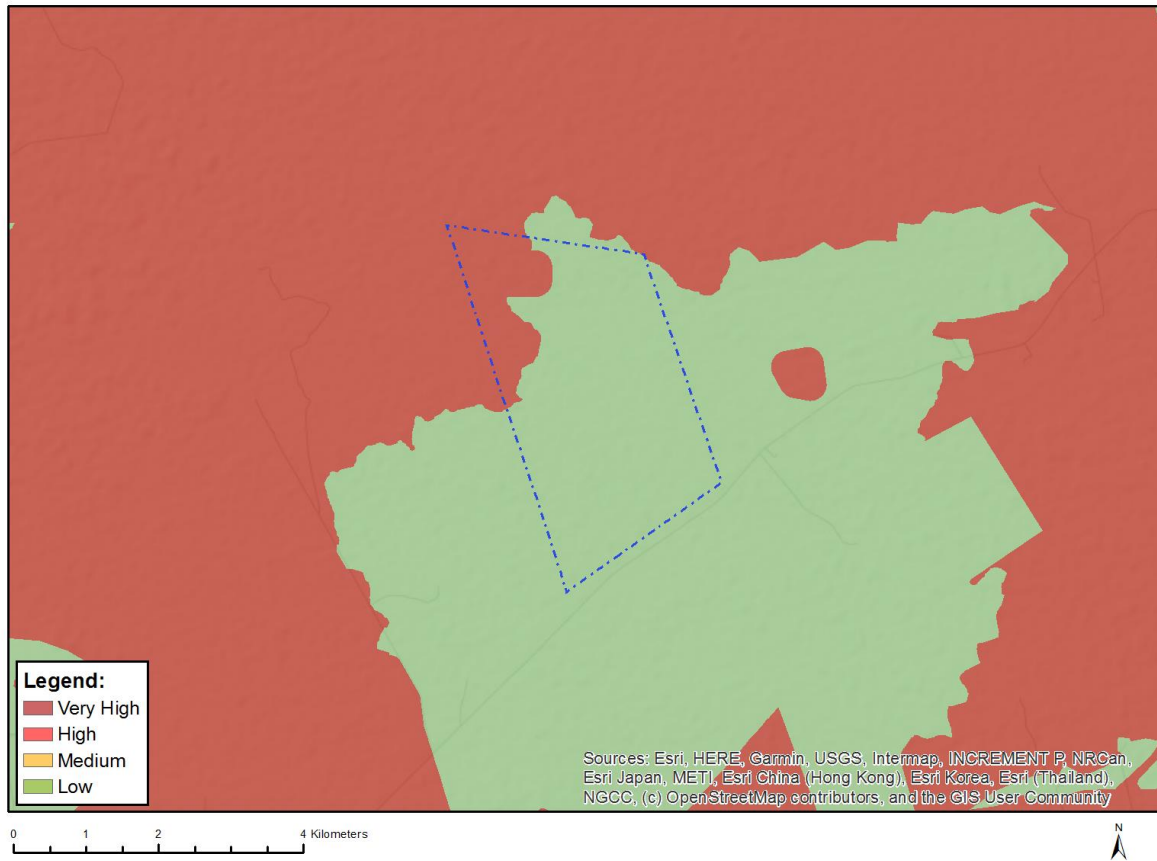 Legend:
Very High
High
Medium
Low
Sources: Esri, HERE, Garmin, USGS, Intermap, INCREMENT P, NRCan,
Esri Japan, METI, Esri China (Hong Kong), Esri Korea, Esri (Thailand),
NGCC, (c) OpenStreetMap contributors, and the GIS User Community
0 1 2 4 Kilometers
N